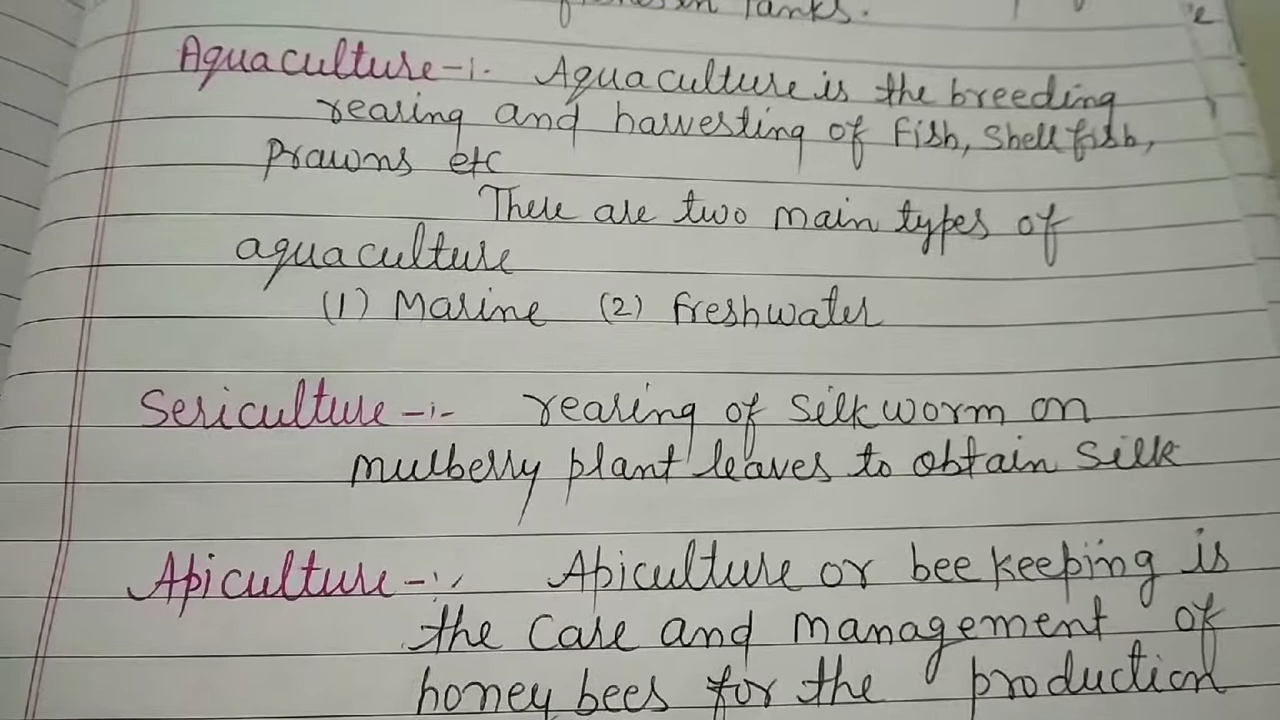 Tanks.
Aquaculture -:- Aquaculture is the breeding
rearing and harvesting of Fish, Shell fish,
Prawns etc
There are two main types of
aquaculture
(1) Marine (2) freshwater
Sericulture -:- rearing of silk worm on
mulberry plant leaves to obtain silk
Apiculture -:- Apiculture or bee keeping is
the care and management of
honey bees for the production